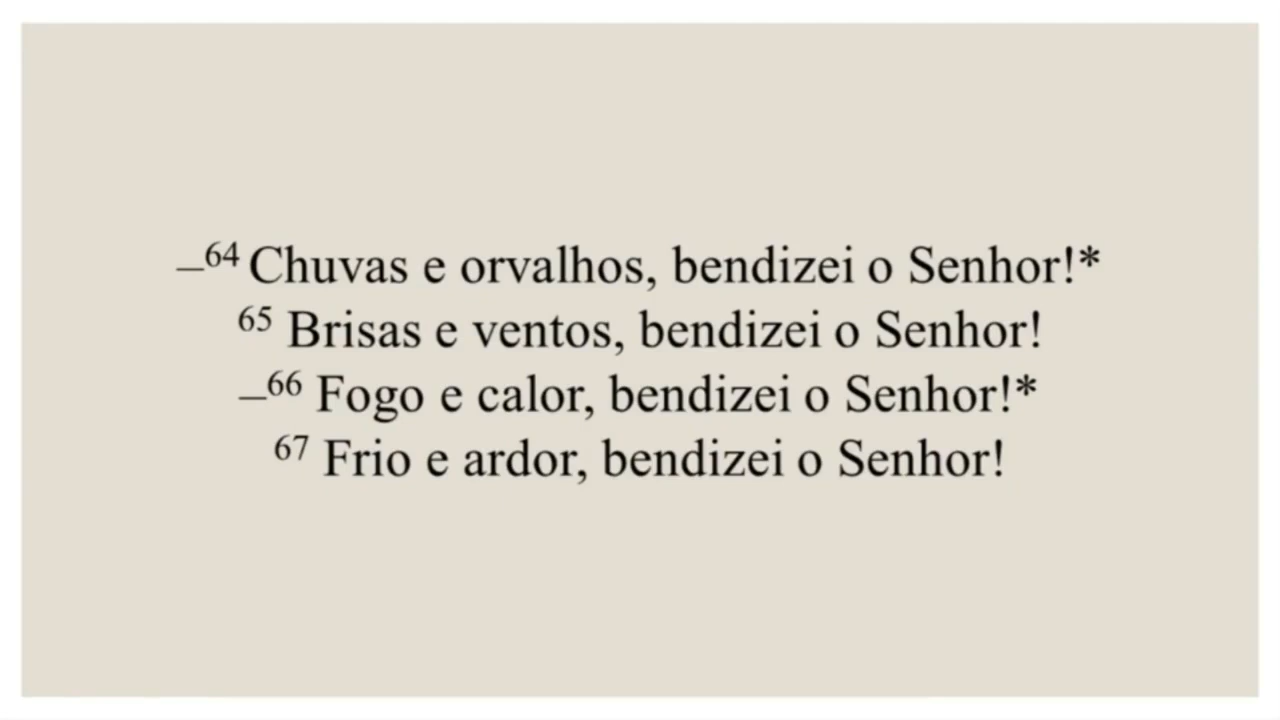 –64 Chuvas e orvalhos, bendizei o Senhor!*
65 Brisas e ventos, bendizei o Senhor!
–66 Fogo e calor, bendizei o Senhor!*
67 Frio e ardor, bendizei o Senhor!